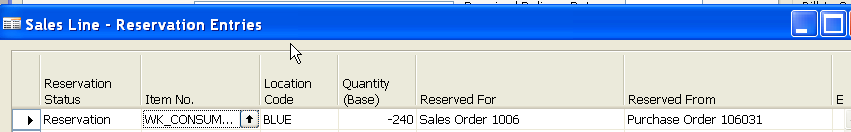 Sales Line - Reservation Entries
Reservation Status Item No. Location Code Quantity (Base) Reserved For Reserved From E
Reservation WK_CONSUM... BLUE -240 Sales Order 1006 Purchase Order 106031